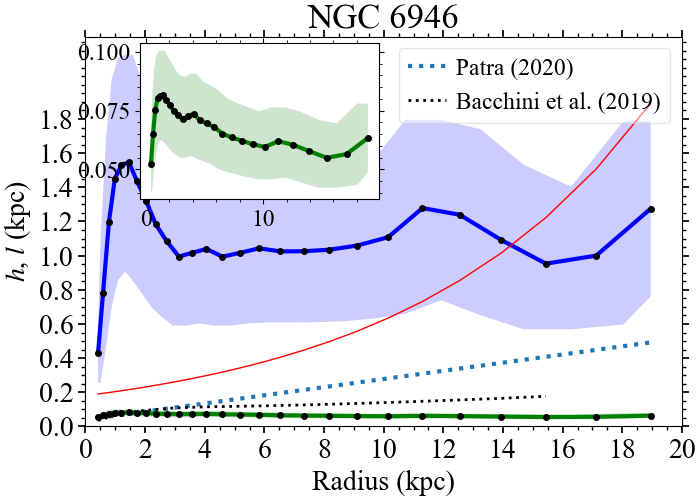 NGC 6946
0.100
0.075
0.050
0
10
Patra (2020)
Bacchini et al. (2019)
h, l (kpc)
1.8
1.6
1.4
1.2
1.0
0.8
0.6
0.4
0.2
0.0
0 2 4 6 8 10 12 14 16 18 20
Radius (kpc)